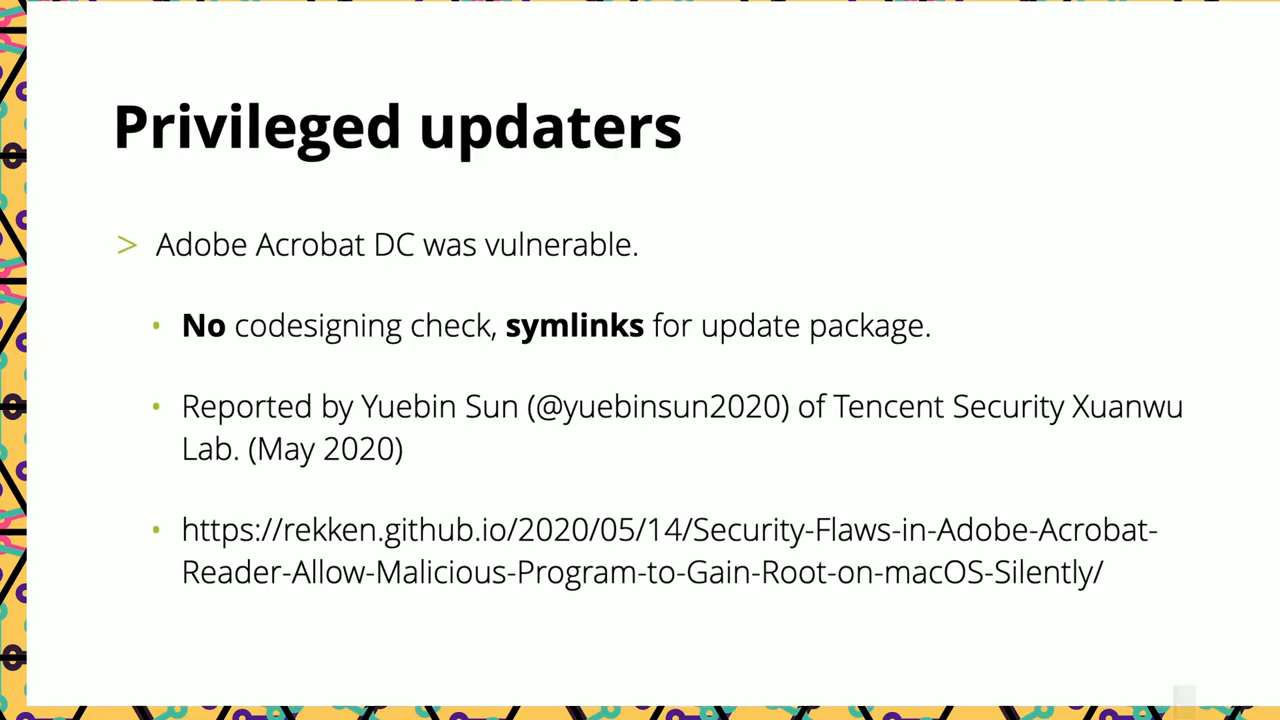 Privileged updaters
> Adobe Acrobat DC was vulnerable.
• No codesigning check, symlinks for update package.
• Reported by Yuebin Sun (@yuebinsun2020) of Tencent Security Xuanwu
Lab. (May 2020)
• https://rekken.github.io/2020/05/14/Security-Flaws-in-Adobe-Acrobat-
Reader-Allow-Malicious-Program-to-Gain-Root-on-macOS-Silently/